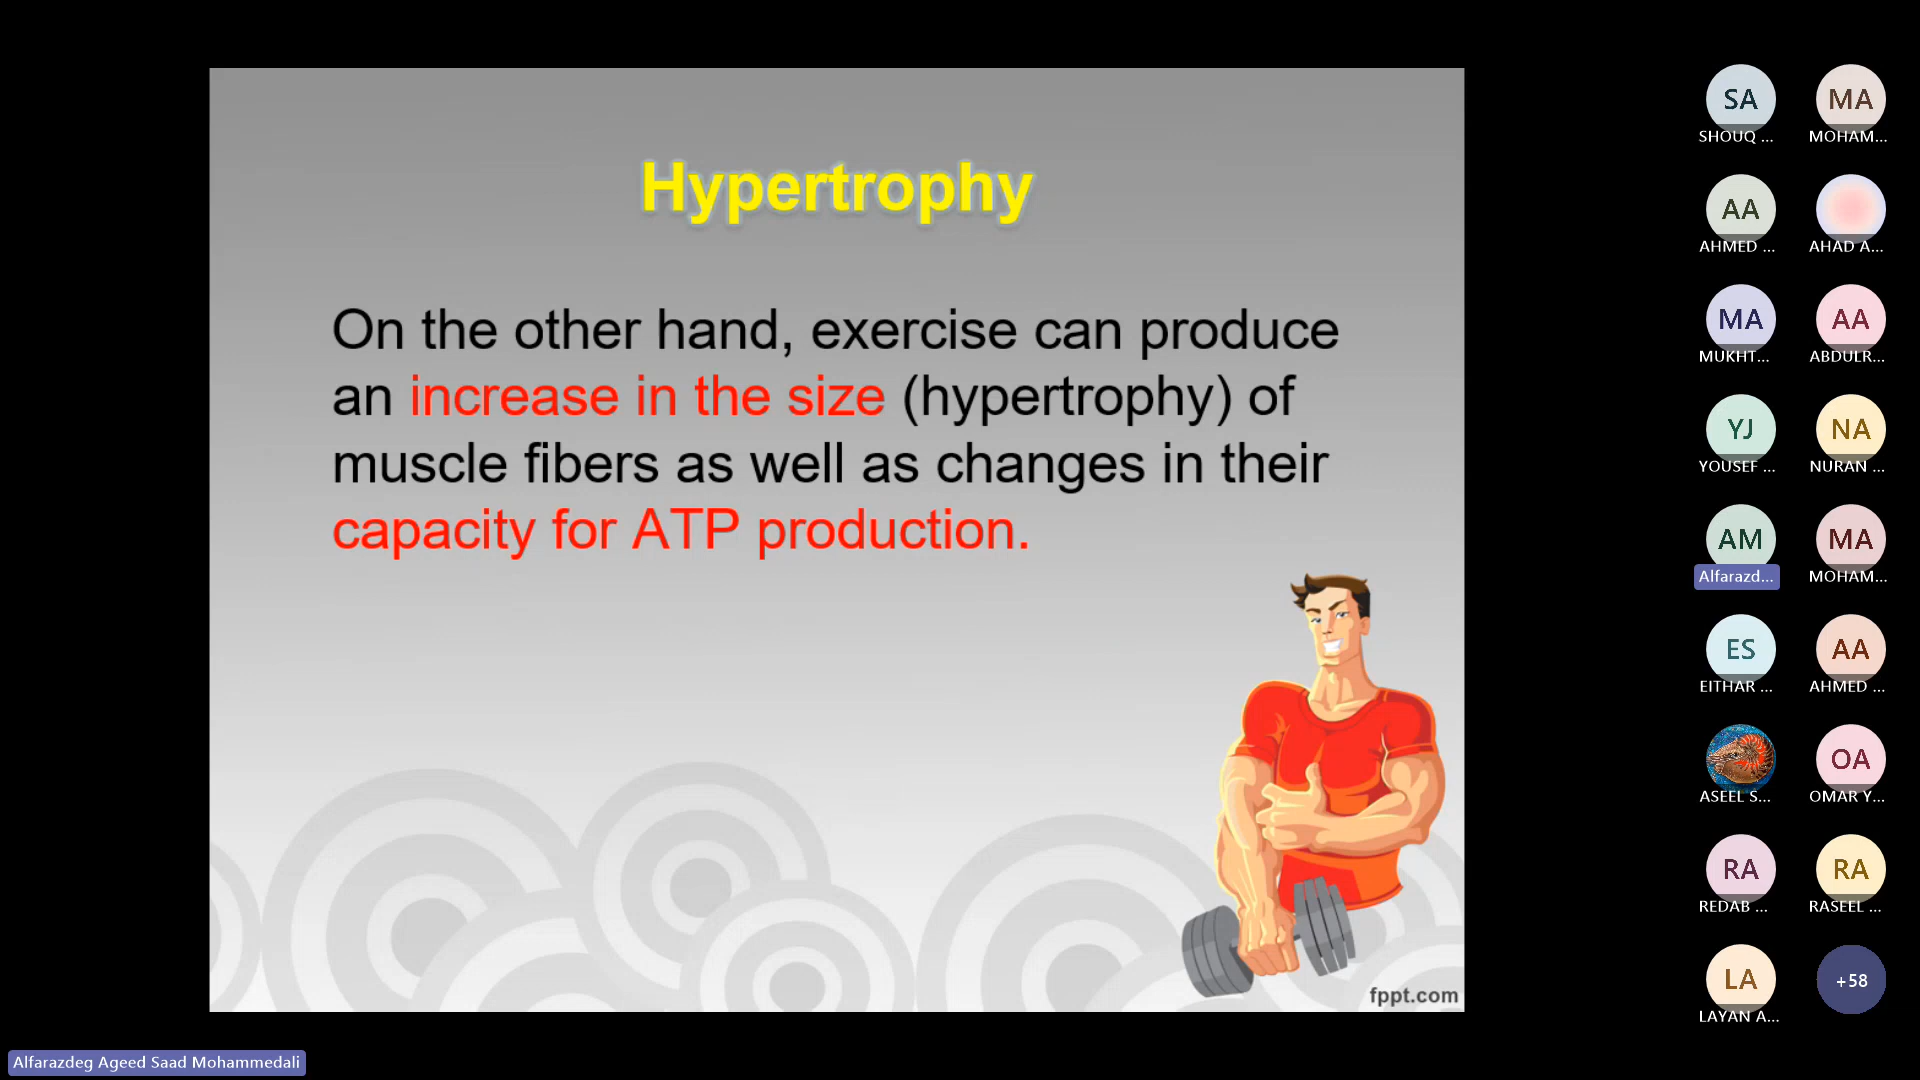 Hypertrophy
On the other hand, exercise can produce
an increase in the size (hypertrophy) of
muscle fibers as well as changes in their
capacity for ATP production.
fppt.com
SA
SHOUQ ...
MA
MOHAM...
AA
AHMED ...
AHAD A...
MA
MUKHT...
AA
ABDULR...
YJ
YOUSEF ...
NA
NURAN ...
AM
Alfarazd...
MA
MOHAM...
ES
EITHAR ...
AA
AHMED ...
ASEEL S...
OA
OMAR Y...
RA
REDAB ...
RA
RASEEL ...
LA
LAYAN A...
+58
Alfarazdeg Ageed Saad Mohammedali